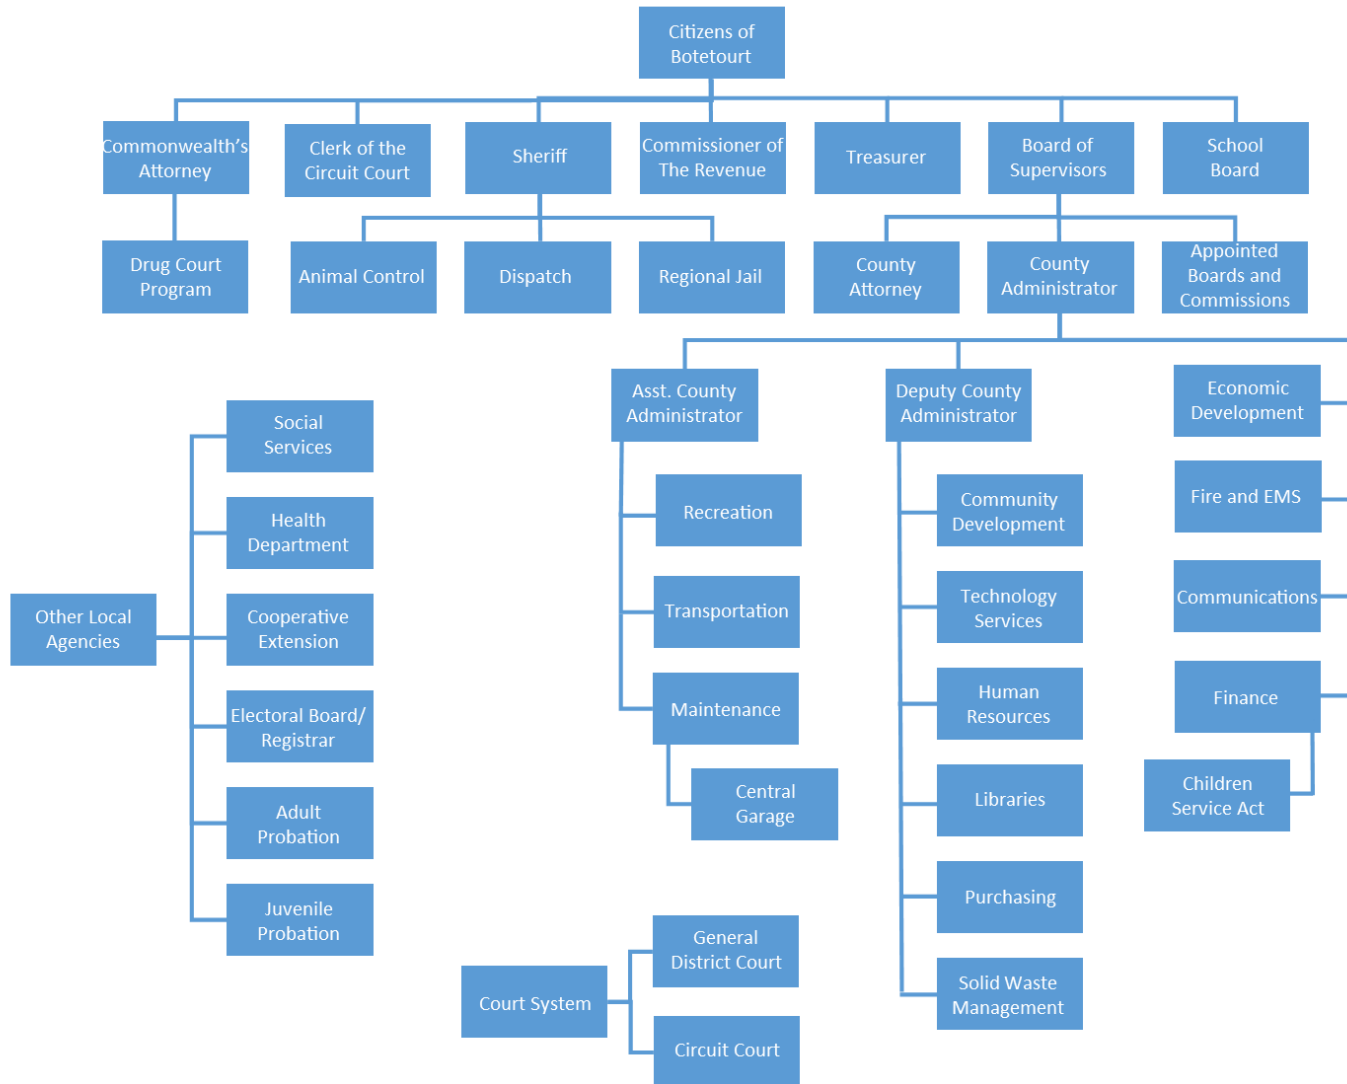 Citizens of
Botetourt
Commonwealth's
Attorney
Clerk of the
Circuit Court
Sheriff
Commissioner of
The Revenue
Treasurer
Board of
Supervisors
School
Board
Drug Court
Program
Animal Control
Dispatch
Regional Jail
County
Attorney
County
Administrator
Appointed
Boards and
Commissions
Asst. County
Administrator
Deputy County
Administrator
Economic
Development
Social
Services
Recreation
Community
Development
Fire and EMS
Health
Department
Other Local
Agencies
Cooperative
Extension
Transportation
Technology
Services
Communications
Electoral Board/
Registrar
Maintenance
Human
Resources
Finance
Adult
Probation
Central
Garage
Libraries
Children
Service Act
Juvenile
Probation
Purchasing
Court System
General
District Court
Circuit Court
Solid Waste
Management